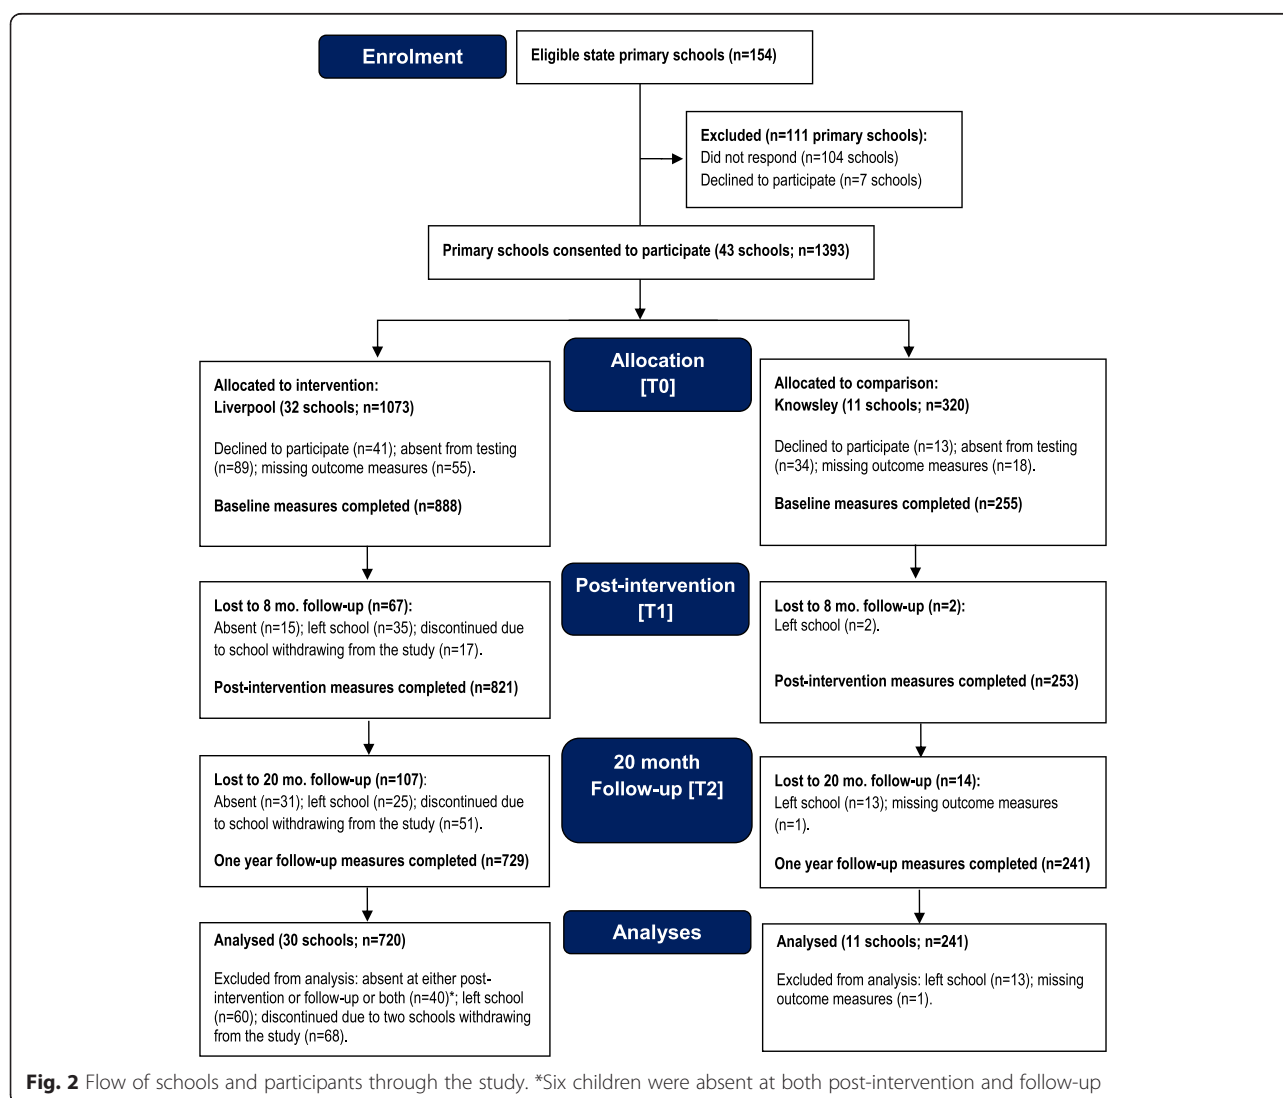 Enrolment
Eligible state primary schools (n=154)
Excluded (n=111 primary schools):
Did not respond (n=104 schools)
Declined to participate (n=7 schools)
Primary schools consented to participate (43 schools; n=1393)
Allocation
[T0]
Allocated to intervention:
Liverpool (32 schools; n=1073)
Declined to participate (n=41); absent from testing
(n=89); missing outcome measures (n=55).
Baseline measures completed (n=888)
Allocated to comparison:
Knowsley (11 schools; n=320)
Declined to participate (n=13); absent from testing
(n=34); missing outcome measures (n=18).
Baseline measures completed (n=255)
Post-intervention
[T1]
Lost to 8 mo. follow-up (n=67):
Absent (n=15); left school (n=35); discontinued due
to school withdrawing from the study (n=17).
Post-intervention measures completed (n=821)
Lost to 8 mo. follow-up (n=2):
Left school (n=2).
Post-intervention measures completed (n=253)
20 month
Follow-up [T2]
Lost to 20 mo. follow-up (n=107):
Absent (n=31); left school (n=25); discontinued due
to school withdrawing from the study (n=51).
One year follow-up measures completed (n=729)
Lost to 20 mo. follow-up (n=14):
Left school (n=13); missing outcome measures
(n=1).
One year follow-up measures completed (n=241)
Analyses
Analysed (30 schools; n=720)
Excluded from analysis: absent at either post-
intervention or follow-up or both (n=40)*; left school
(n=60); discontinued due to two schools withdrawing
from the study (n=68).
Analysed (11 schools; n=241)
Excluded from analysis: left school (n=13); missing
outcome measures (n=1).
Fig. 2 Flow of schools and participants through the study. *Six children were absent at both post-intervention and follow-up